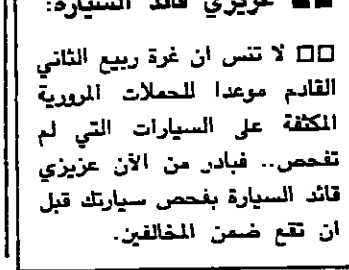 عزيزي قائد السيارة:
لا تنس ان غرة ربيع الثاني
القادم موعدا للحملات المرورية
المكثفة على السيارات التي لم
تفحص.. فبادر من الآن عزيزي
قائد السيارة بفحص سيارتك قبل
ان تقع ضمن المخالفين.